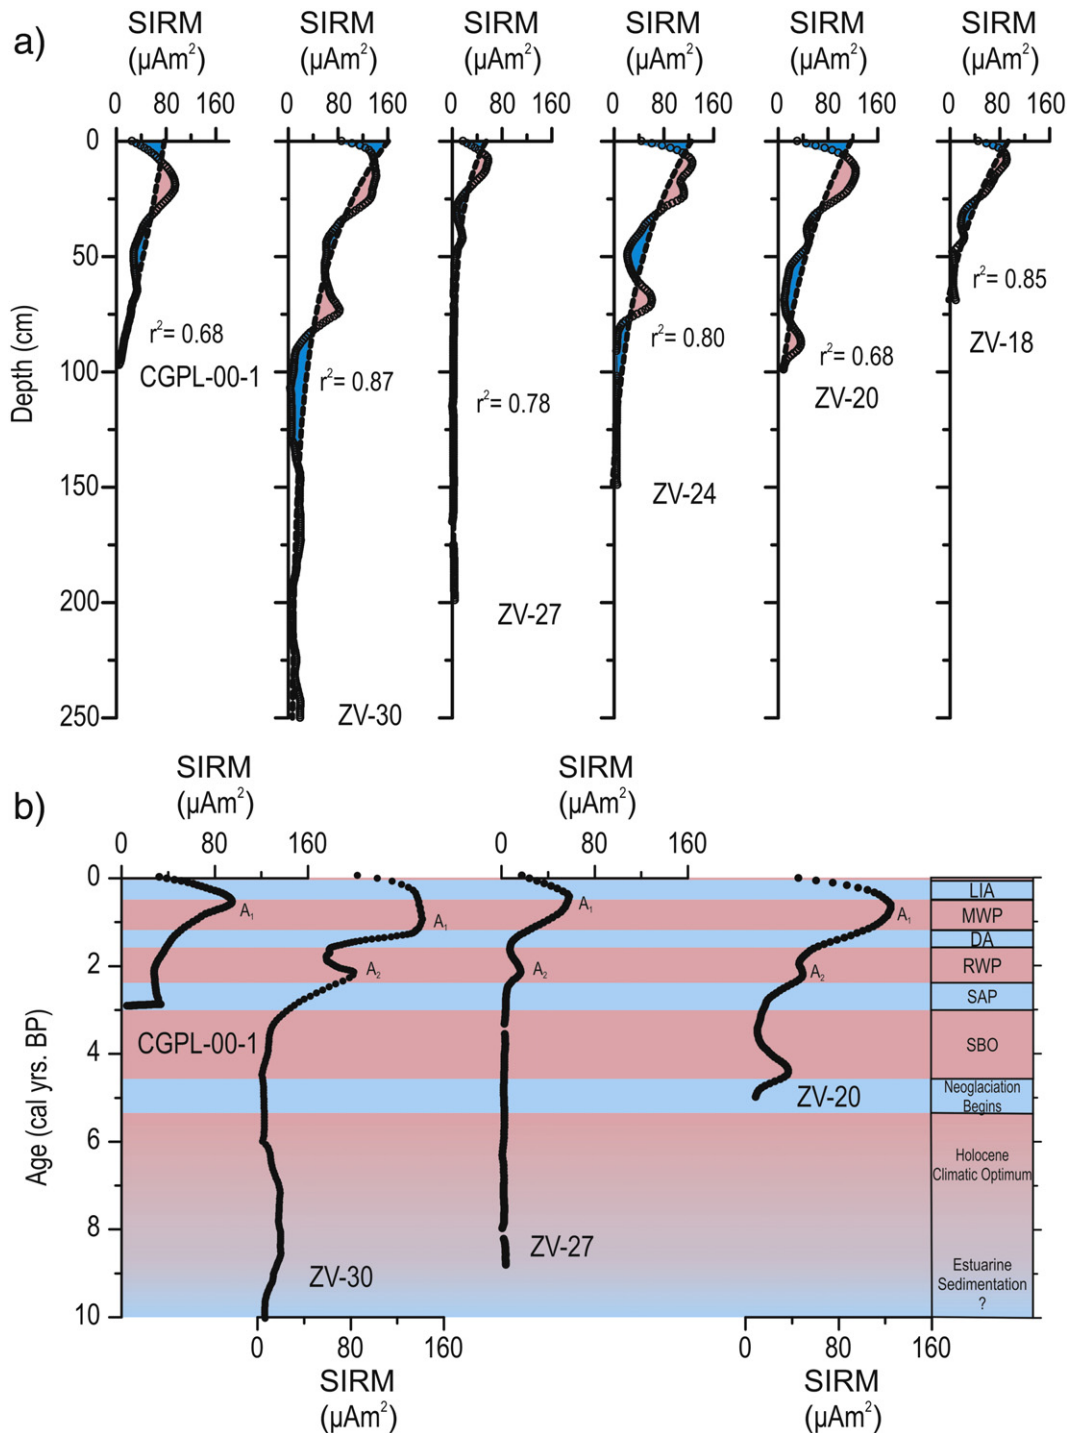 a)
SIRM SIRM SIRM SIRM SIRM SIRM
(µAm²) (µAm²) (µAm²) (µAm²) (µAm²) (µAm²)
0 80 160 0 80 160 0 80 160 0 80 160 0 80 160 0 80 160
0
50
100
150
200
250
Depth (cm)
r²= 0.68
CGPL-00-1
r²= 0.87
ZV-30
r²= 0.78
ZV-27
r²= 0.80
ZV-24
r²= 0.68
ZV-20
r²= 0.85
ZV-18
b)
SIRM SIRM
(µAm²) (µAm²)
0 80 160 0 80 160
0
2
4
6
8
10
Age (cal yrs. BP)
A₁
A₁
A₂
A₁
A₂
A₁
A₂
CGPL-00-1
ZV-30
ZV-27
ZV-20
LIA
MWP
DA
RWP
SAP
SBO
Neoglaciation
Begins
Holocene
Climatic Optimum
Estuarine
Sedimentation
?
0 80 160 0 80 160
SIRM SIRM
(µAm²) (µAm²)